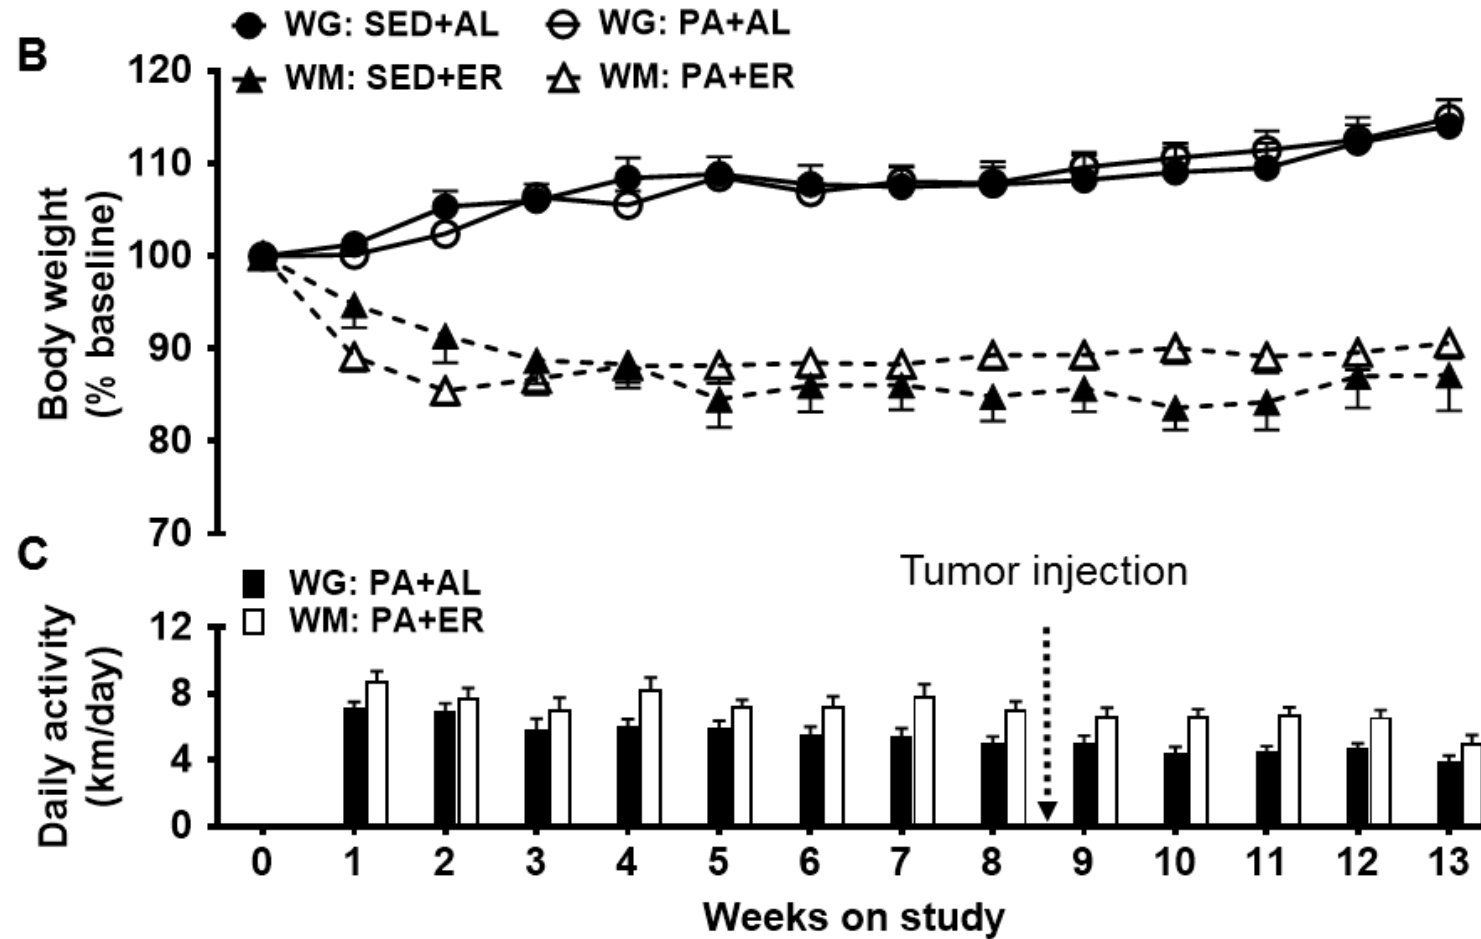 B
WG: SED+AL WG: PA+AL
WM: SED+ER WM: PA+ER
120
110
100
90
80
70
Body weight
(% baseline)
C
WG: PA+AL
WM: PA+ER
Tumor injection
12
8
4
0
Daily activity
(km/day)
0 1 2 3 4 5 6 7 8 9 10 11 12 13
Weeks on study